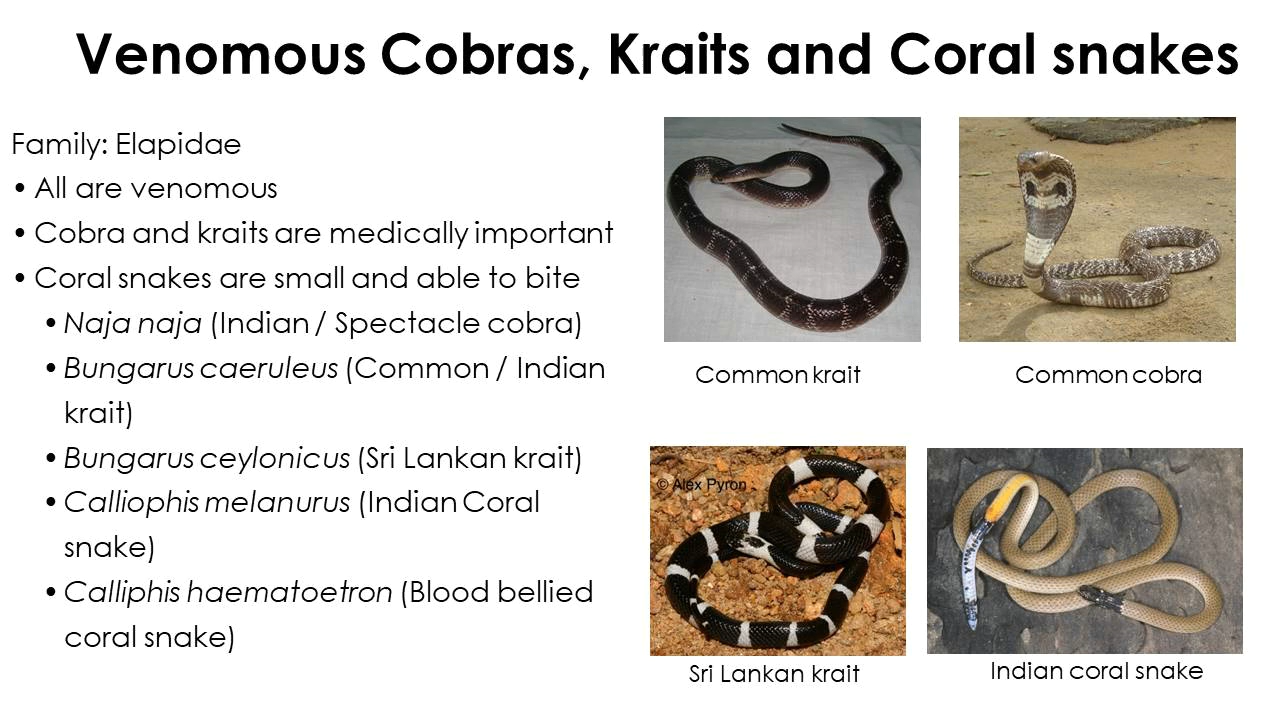 Venomous Cobras, Kraits and Coral snakes
Family: Elapidae
• All are venomous
• Cobra and kraits are medically important
• Coral snakes are small and able to bite
• Naja naja (Indian / Spectacle cobra)
• Bungarus caeruleus (Common / Indian
krait)
• Bungarus ceylonicus (Sri Lankan krait)
• Calliophis melanurus (Indian Coral
snake)
• Calliphis haematoetron (Blood bellied
coral snake)
Common krait
Common cobra
© Alex Pyron
Sri Lankan krait
Indian coral snake